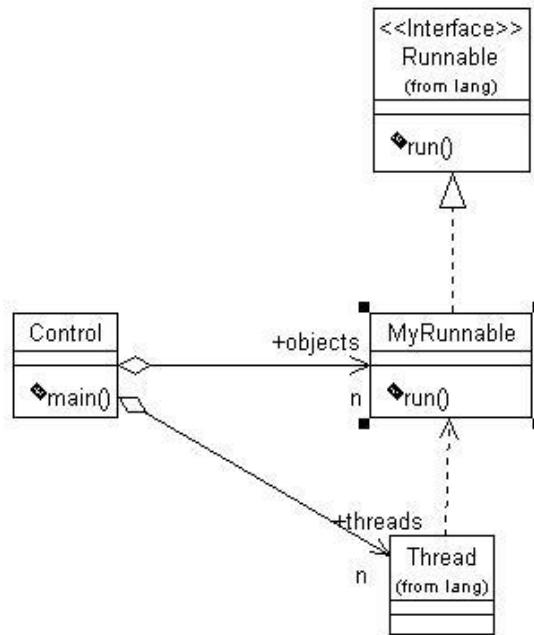 <<Interface>>
Runnable
(from lang)
run()
Control
main()
+objects
n
MyRunnable
run()
+threads
n
Thread
(from lang)